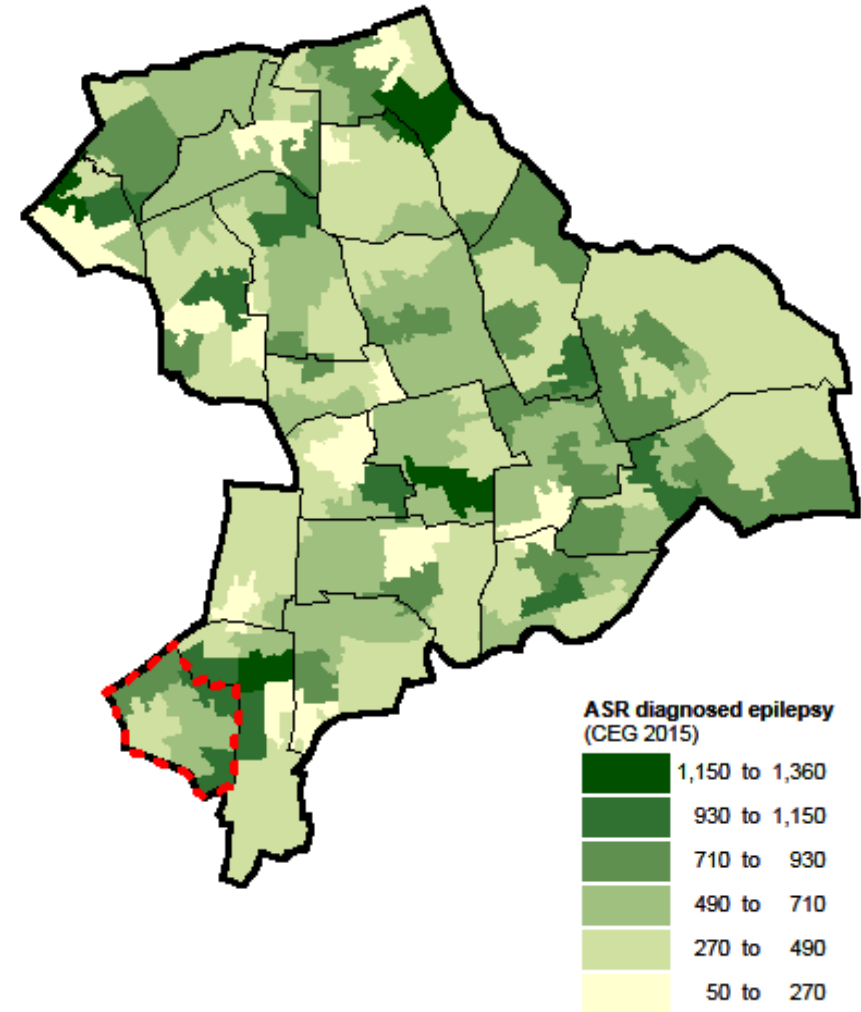 ASR diagnosed epilepsy
(CEG 2015)
1,150 to 1,360
930 to 1,150
710 to 930
490 to 710
270 to 490
50 to 270